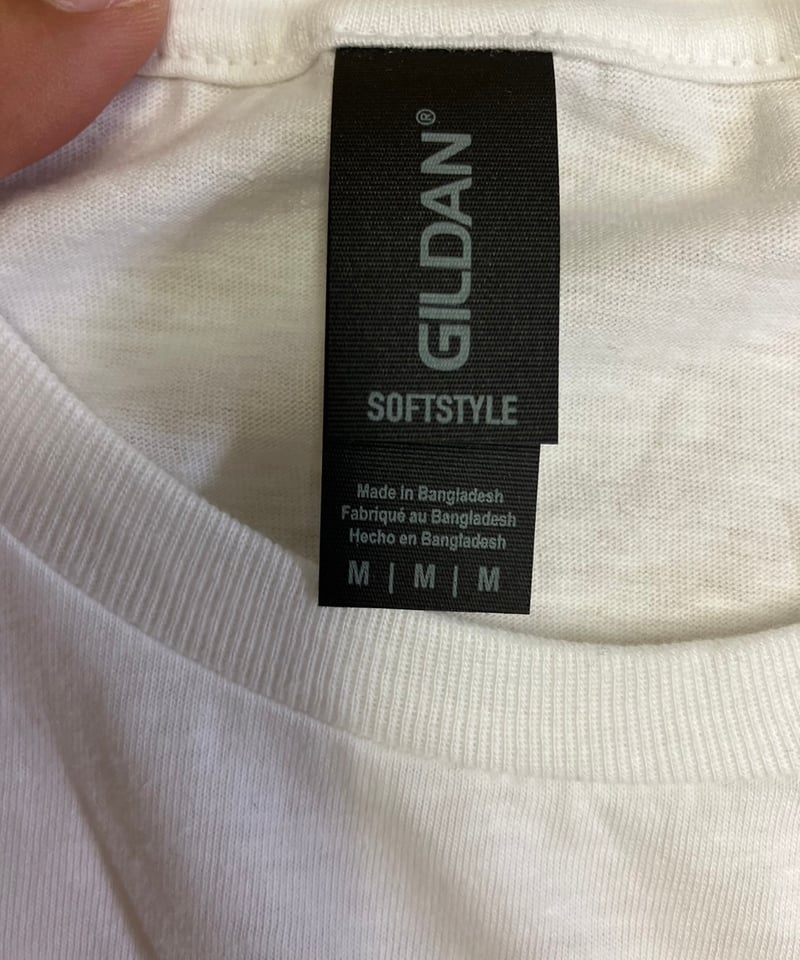 GILDAN®
SOFTSTYLE
Made in Bangladesh
Fabriqué au Bangladesh
Hecho en Bangladesh
M | M | M